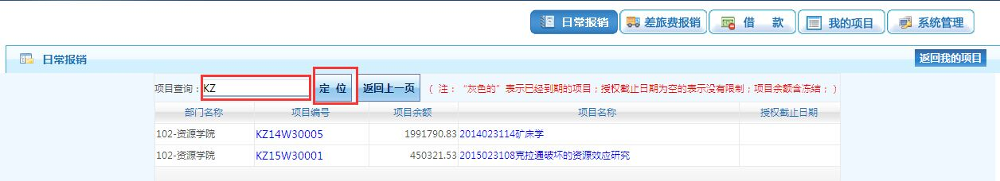 日常报销 差旅费报销 借 款 我的项目 系统管理
日常报销 返回我的项目
项目查询：KZ 定 位 返回上一页 （ 注：“灰色的”表示已经到期的项目；授权截止日期为空的表示没有限制；项目余额含冻结；）
部门名称 项目编号 项目余额 项目名称 授权截止日期
102-资源学院 KZ14W30005 1991790.83 2014023114矿床学
102-资源学院 KZ15W30001 450321.53 2015023108克拉通破坏的资源效应研究